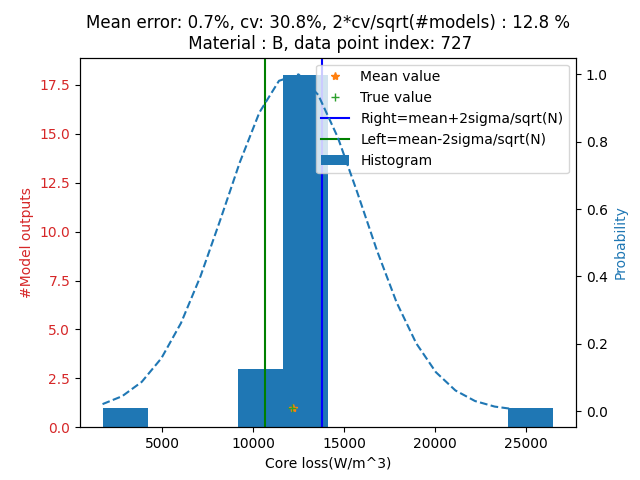 Mean error: 0.7%, cv: 30.8%, 2*cv/sqrt(#models) : 12.8 %
Material : B, data point index: 727
Mean value
True value
Right=mean+2sigma/sqrt(N)
Left=mean-2sigma/sqrt(N)
Histogram
17.5
15.0
12.5
10.0
7.5
5.0
2.5
0.0
#Model outputs
1.0
0.8
0.6
0.4
0.2
0.0
Probability
5000
10000
15000
20000
25000
Core loss(W/m^3)